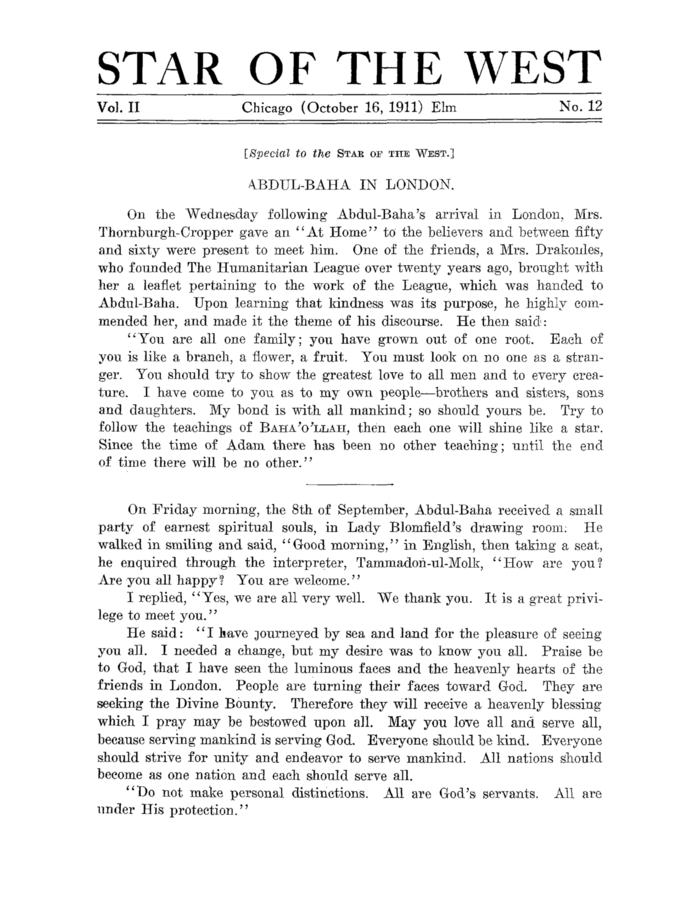 STAR OF THE WEST
Vol. II Chicago (October 16, 1911) Elm No. 12
[Special to the STAR OF THE WEST.]
ABDUL-BAHA IN LONDON.
On the Wednesday following Abdul-Baha's arrival in London, Mrs.
Thornburgh-Cropper gave an "At Home" to the believers and between fifty
and sixty were present to meet him. One of the friends, a Mrs. Drakoules,
who founded The Humanitarian League over twenty years ago, brought with
her a leaflet pertaining to the work of the League, which was handed to
Abdul-Baha. Upon learning that kindness was its purpose, he highly com-
mended her, and made it the theme of his discourse. He then said:
"You are all one family; you have grown out of one root. Each of
you is like a branch, a flower, a fruit. You must look on no one as a stran-
ger. You should try to show the greatest love to all men and to every crea-
ture. I have come to you as to my own people—brothers and sisters, sons
and daughters. My bond is with all mankind; so should yours be. Try to
follow the teachings of BAHA'O'LLAH, then each one will shine like a star.
Since the time of Adam there has been no other teaching; until the end
of time there will be no other."
On Friday morning, the 8th of September, Abdul-Baha received a small
party of earnest spiritual souls, in Lady Blomfield's drawing room. He
walked in smiling and said, "Good morning," in English, then taking a seat,
he enquired through the interpreter, Tammadon-ul-Molk, "How are you?
Are you all happy? You are welcome."
I replied, "Yes, we are all very well. We thank you. It is a great privi-
lege to meet you."
He said: "I have journeyed by sea and land for the pleasure of seeing
you all. I needed a change, but my desire was to know you all. Praise be
to God, that I have seen the luminous faces and the heavenly hearts of the
friends in London. People are turning their faces toward God. They are
seeking the Divine Bounty. Therefore they will receive a heavenly blessing
which I pray may be bestowed upon all. May you love all and serve all,
because serving mankind is serving God. Everyone should be kind. Everyone
should strive for unity and endeavor to serve mankind. All nations should
become as one nation and each should serve all.
"Do not make personal distinctions. All are God's servants. All are
under His protection."